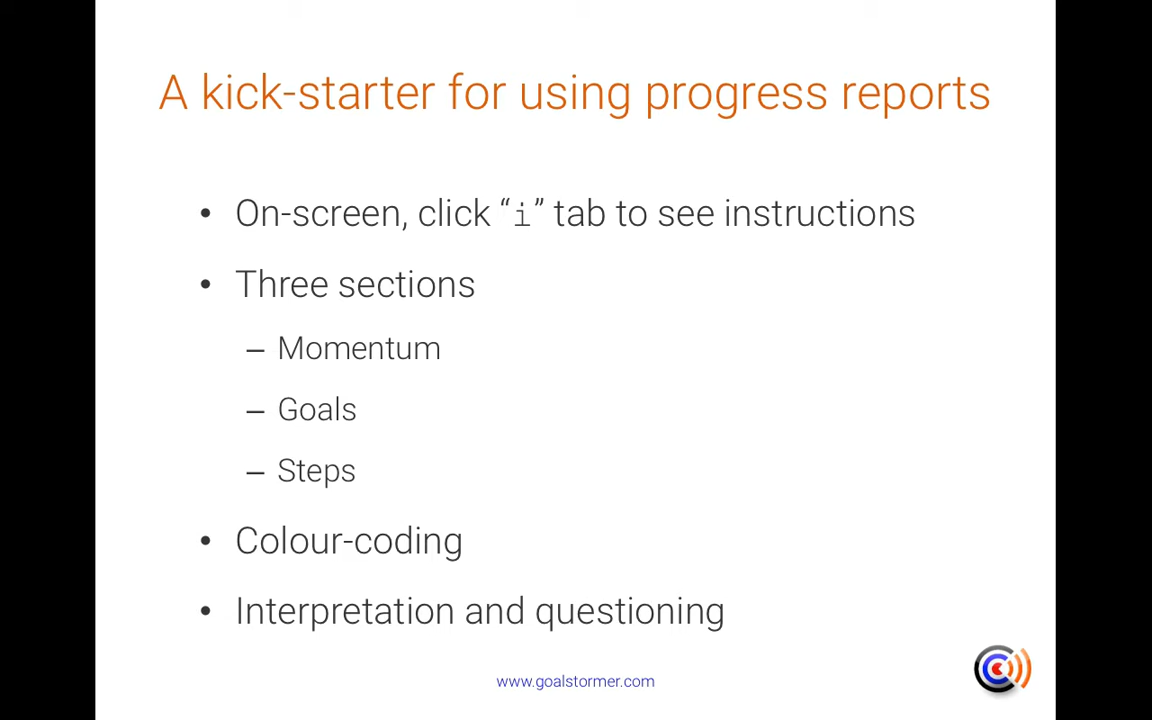 A kick-starter for using progress reports
• On-screen, click “i” tab to see instructions
• Three sections
– Momentum
– Goals
– Steps
• Colour-coding
• Interpretation and questioning
www.goalstormer.com